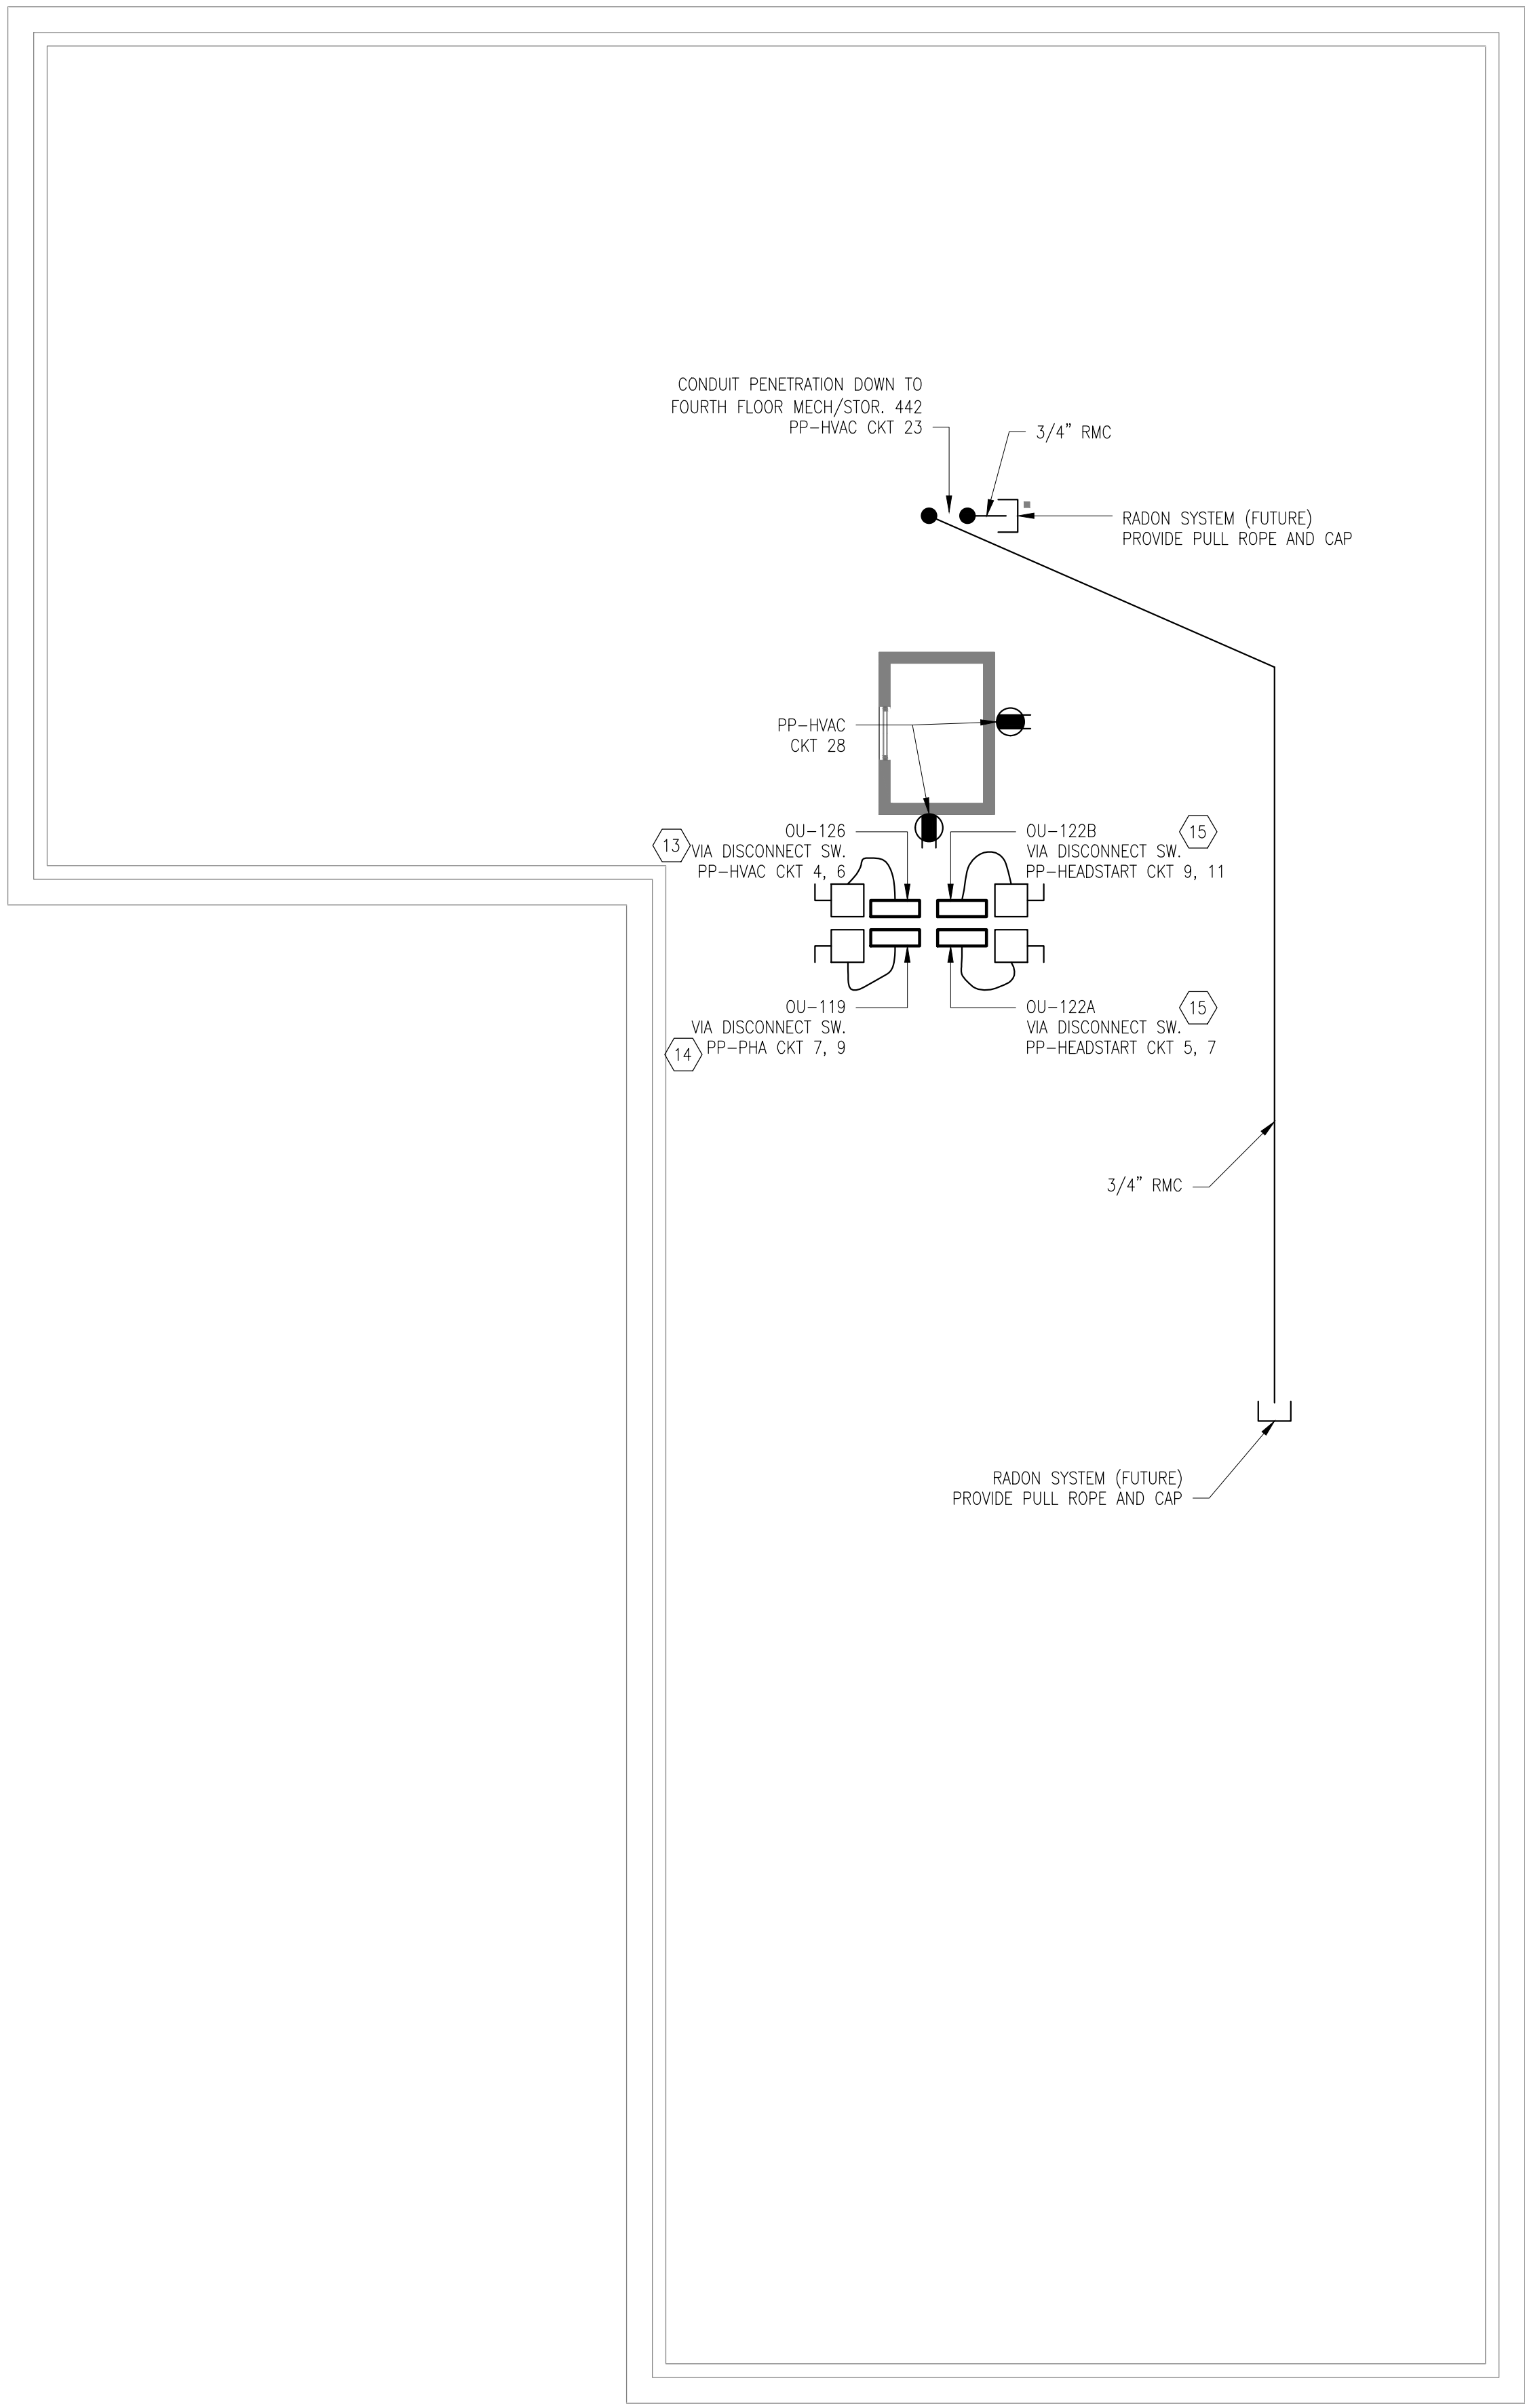 CONDUIT PENETRATION DOWN TO
FOURTH FLOOR MECH/STOR. 442
PP-HVAC CKT 23
3/4" RMC
RADON SYSTEM (FUTURE)
PROVIDE PULL ROPE AND CAP
PP-HVAC
CKT 28
13
OU-126
VIA DISCONNECT SW.
PP-HVAC CKT 4, 6
OU-122B
VIA DISCONNECT SW.
PP-HEADSTART CKT 9, 11
15
OU-119
VIA DISCONNECT SW.
PP-PHA CKT 7, 9
14
OU-122A
VIA DISCONNECT SW.
PP-HEADSTART CKT 5, 7
15
3/4" RMC
RADON SYSTEM (FUTURE)
PROVIDE PULL ROPE AND CAP